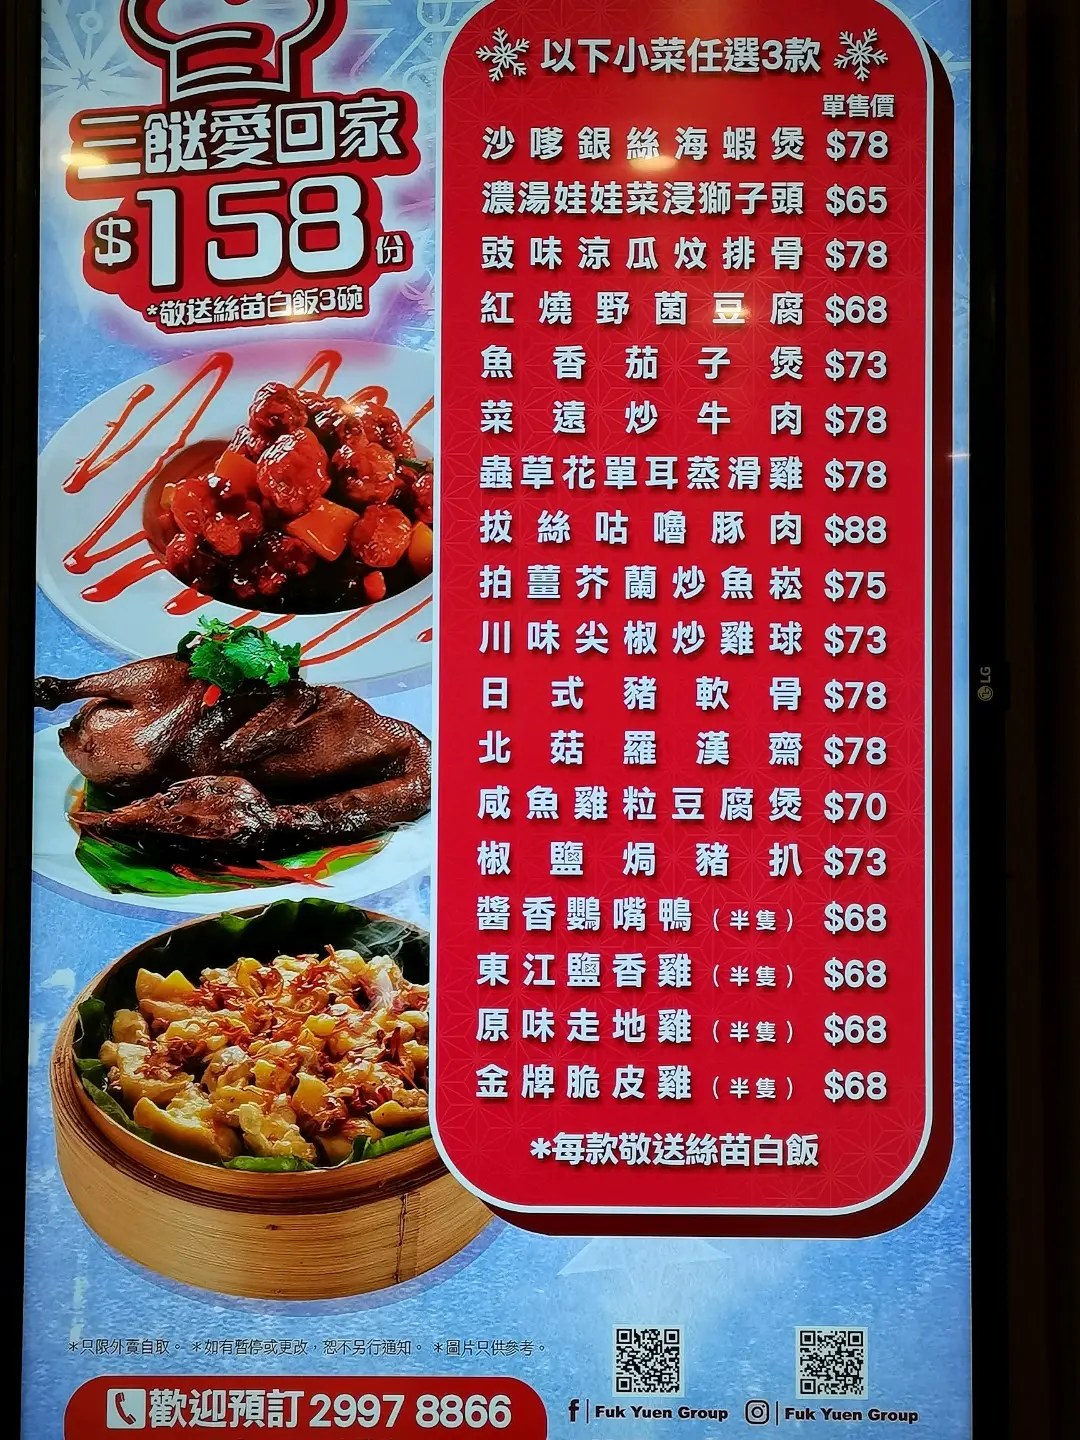 三餸愛回家
$158份
*敬送絲苗白飯3碗
以下小菜任選3款
單售價
沙嗲銀絲海蝦煲 $78
濃湯娃娃菜浸獅子頭 $65
豉味涼瓜炆排骨 $78
紅燒野菌豆腐 $68
魚香茄子煲 $73
菜遠炒牛肉 $78
蟲草花單耳蒸滑雞 $78
拔絲咕嚕豚肉 $88
拍薑芥蘭炒魚崧 $75
川味尖椒炒雞球 $73
日式豬軟骨 $78
北菇羅漢齋 $78
咸魚雞粒豆腐煲 $70
椒鹽焗豬扒 $73
醬香鸚嘴鴨（半隻） $68
東江鹽香雞（半隻） $68
原味走地雞（半隻） $68
金牌脆皮雞（半隻） $68
*每款敬送絲苗白飯
*只限外賣自取。 *如有暫停或更改，恕不另行通知。 *圖片只供參考。
歡迎預訂 2997 8866
f | Fuk Yuen Group
| Fuk Yuen Group
LG